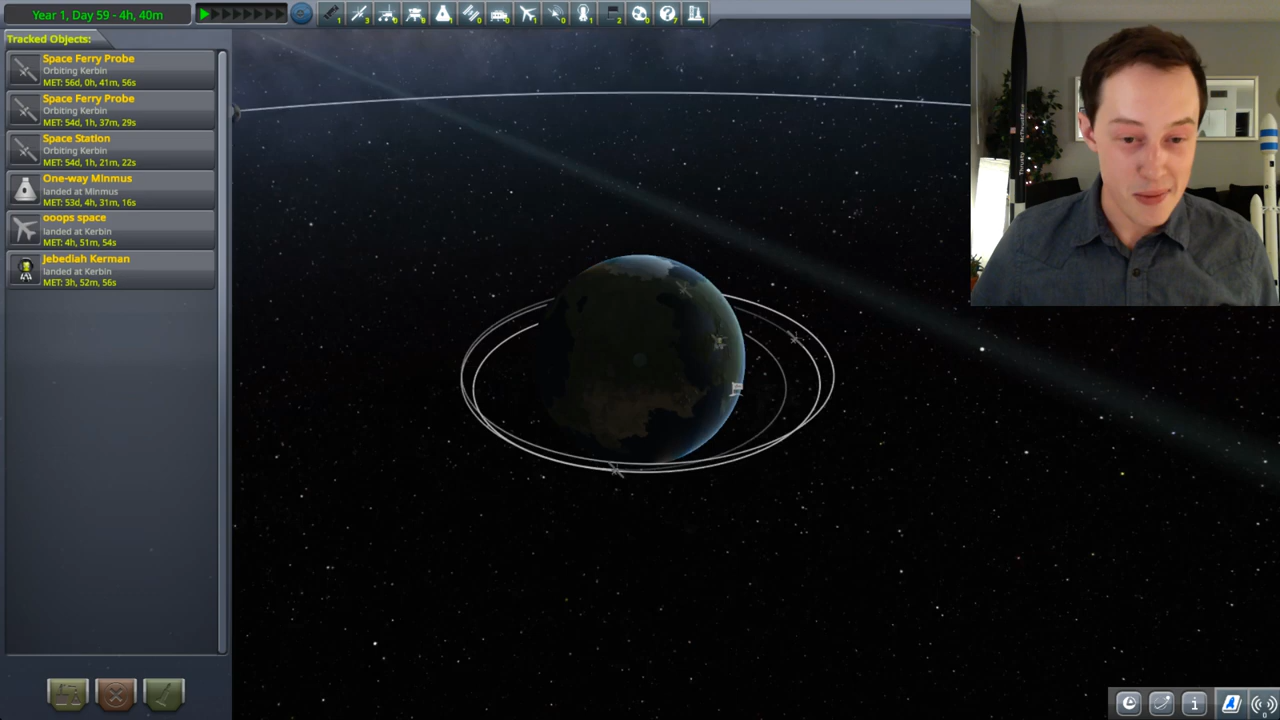 Year 1, Day 59 - 4h, 40m
Tracked Objects:
Space Ferry Probe
Orbiting Kerbin
MET: 56d, 0h, 41m, 56s
Space Ferry Probe
Orbiting Kerbin
MET: 54d, 1h, 37m, 29s
Space Station
Orbiting Kerbin
MET: 54d, 1h, 21m, 22s
One-way Minmus
landed at Minmus
MET: 53d, 4h, 31m, 16s
ooops space
landed at Kerbin
MET: 4h, 51m, 54s
Jebediah Kerman
landed at Kerbin
MET: 3h, 52m, 56s